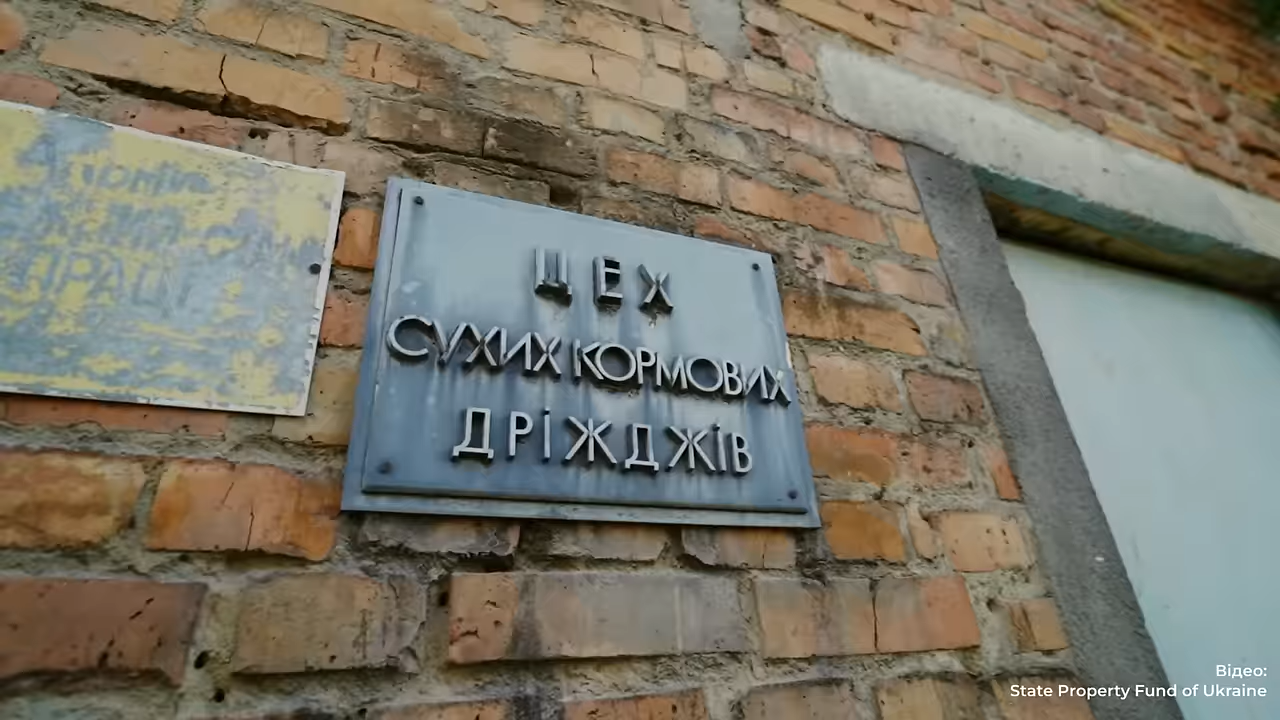 ЦЕХ
СУХИХ КОРМОВИХ
ДРІЖДЖІВ
Відео:
State Property Fund of Ukraine